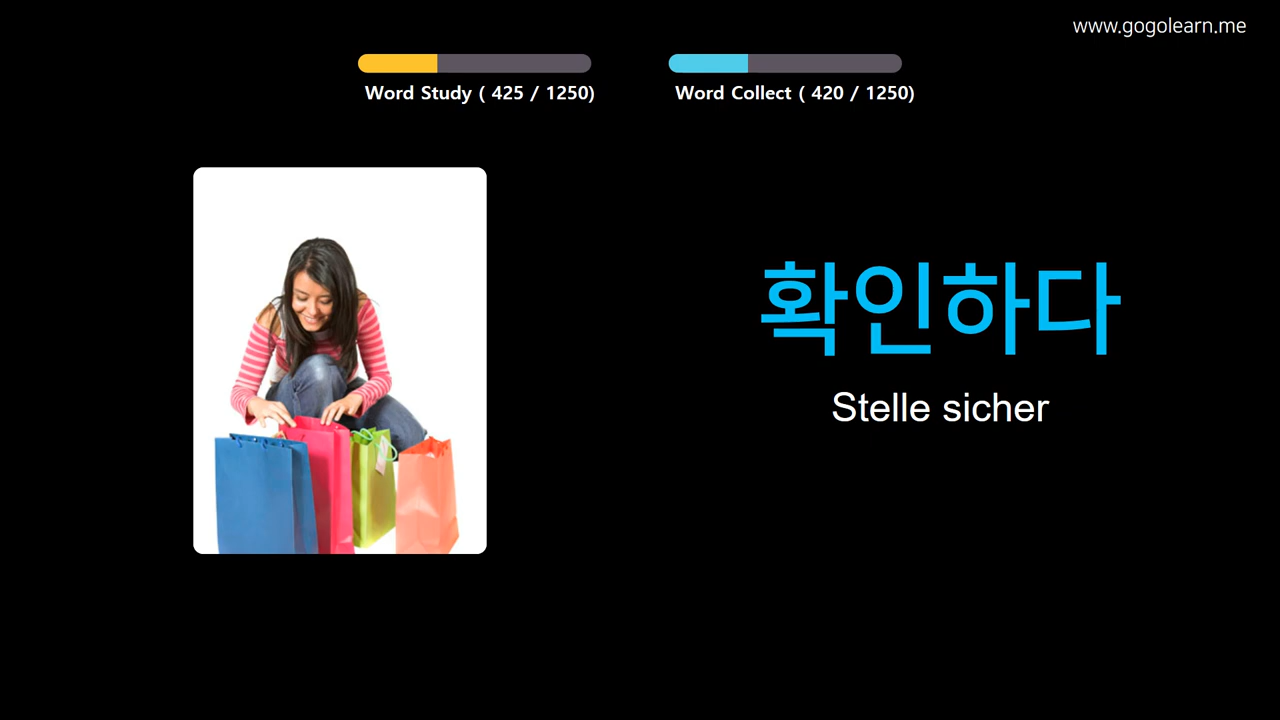 www.gogolearn.me
Word Study ( 425 / 1250)
Word Collect ( 420 / 1250)
확인하다
Stelle sicher